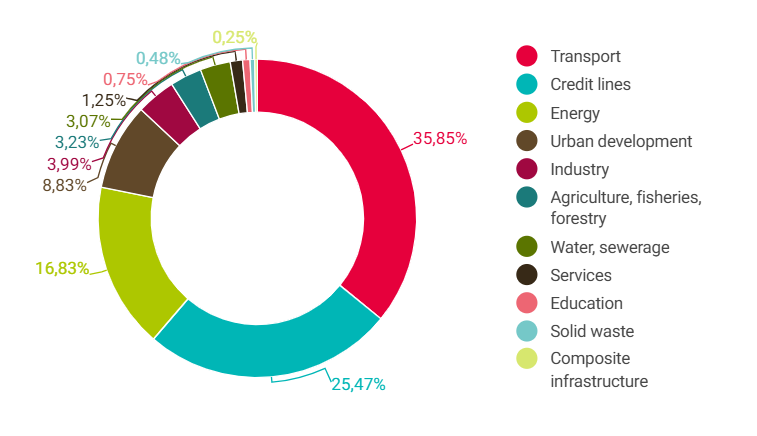 0,25%
0,48%
0,75%
1,25%
3,07%
3,23%
3,99%
8,83%
16,83%
35,85%
25,47%
Transport
Credit lines
Energy
Urban development
Industry
Agriculture, fisheries,
forestry
Water, sewerage
Services
Education
Solid waste
Composite
infrastructure